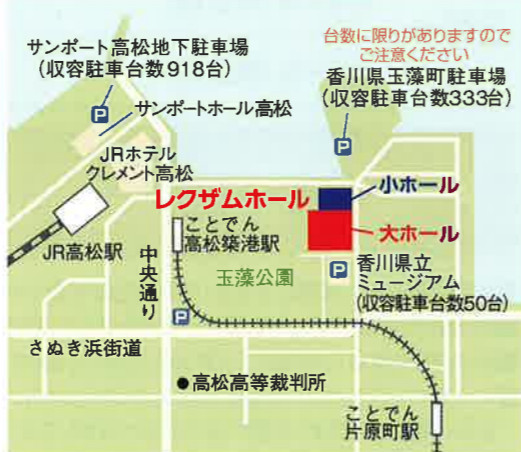 サンポート高松地下駐車場
(収容駐車台数918台)
台数に限りがありますので
ご注意ください
香川県玉藻町駐車場
(収容駐車台数333台)
P
サンポートホール高松
P
JRホテル
クレメント高松
レクザムホール
小ホール
大ホール
JR高松駅
ことでん
高松築港駅
中央通り
玉藻公園
P
香川県立
ミュージアム
(収容駐車台数50台)
P
さぬき浜街道
●高松高等裁判所
ことでん
片原町駅